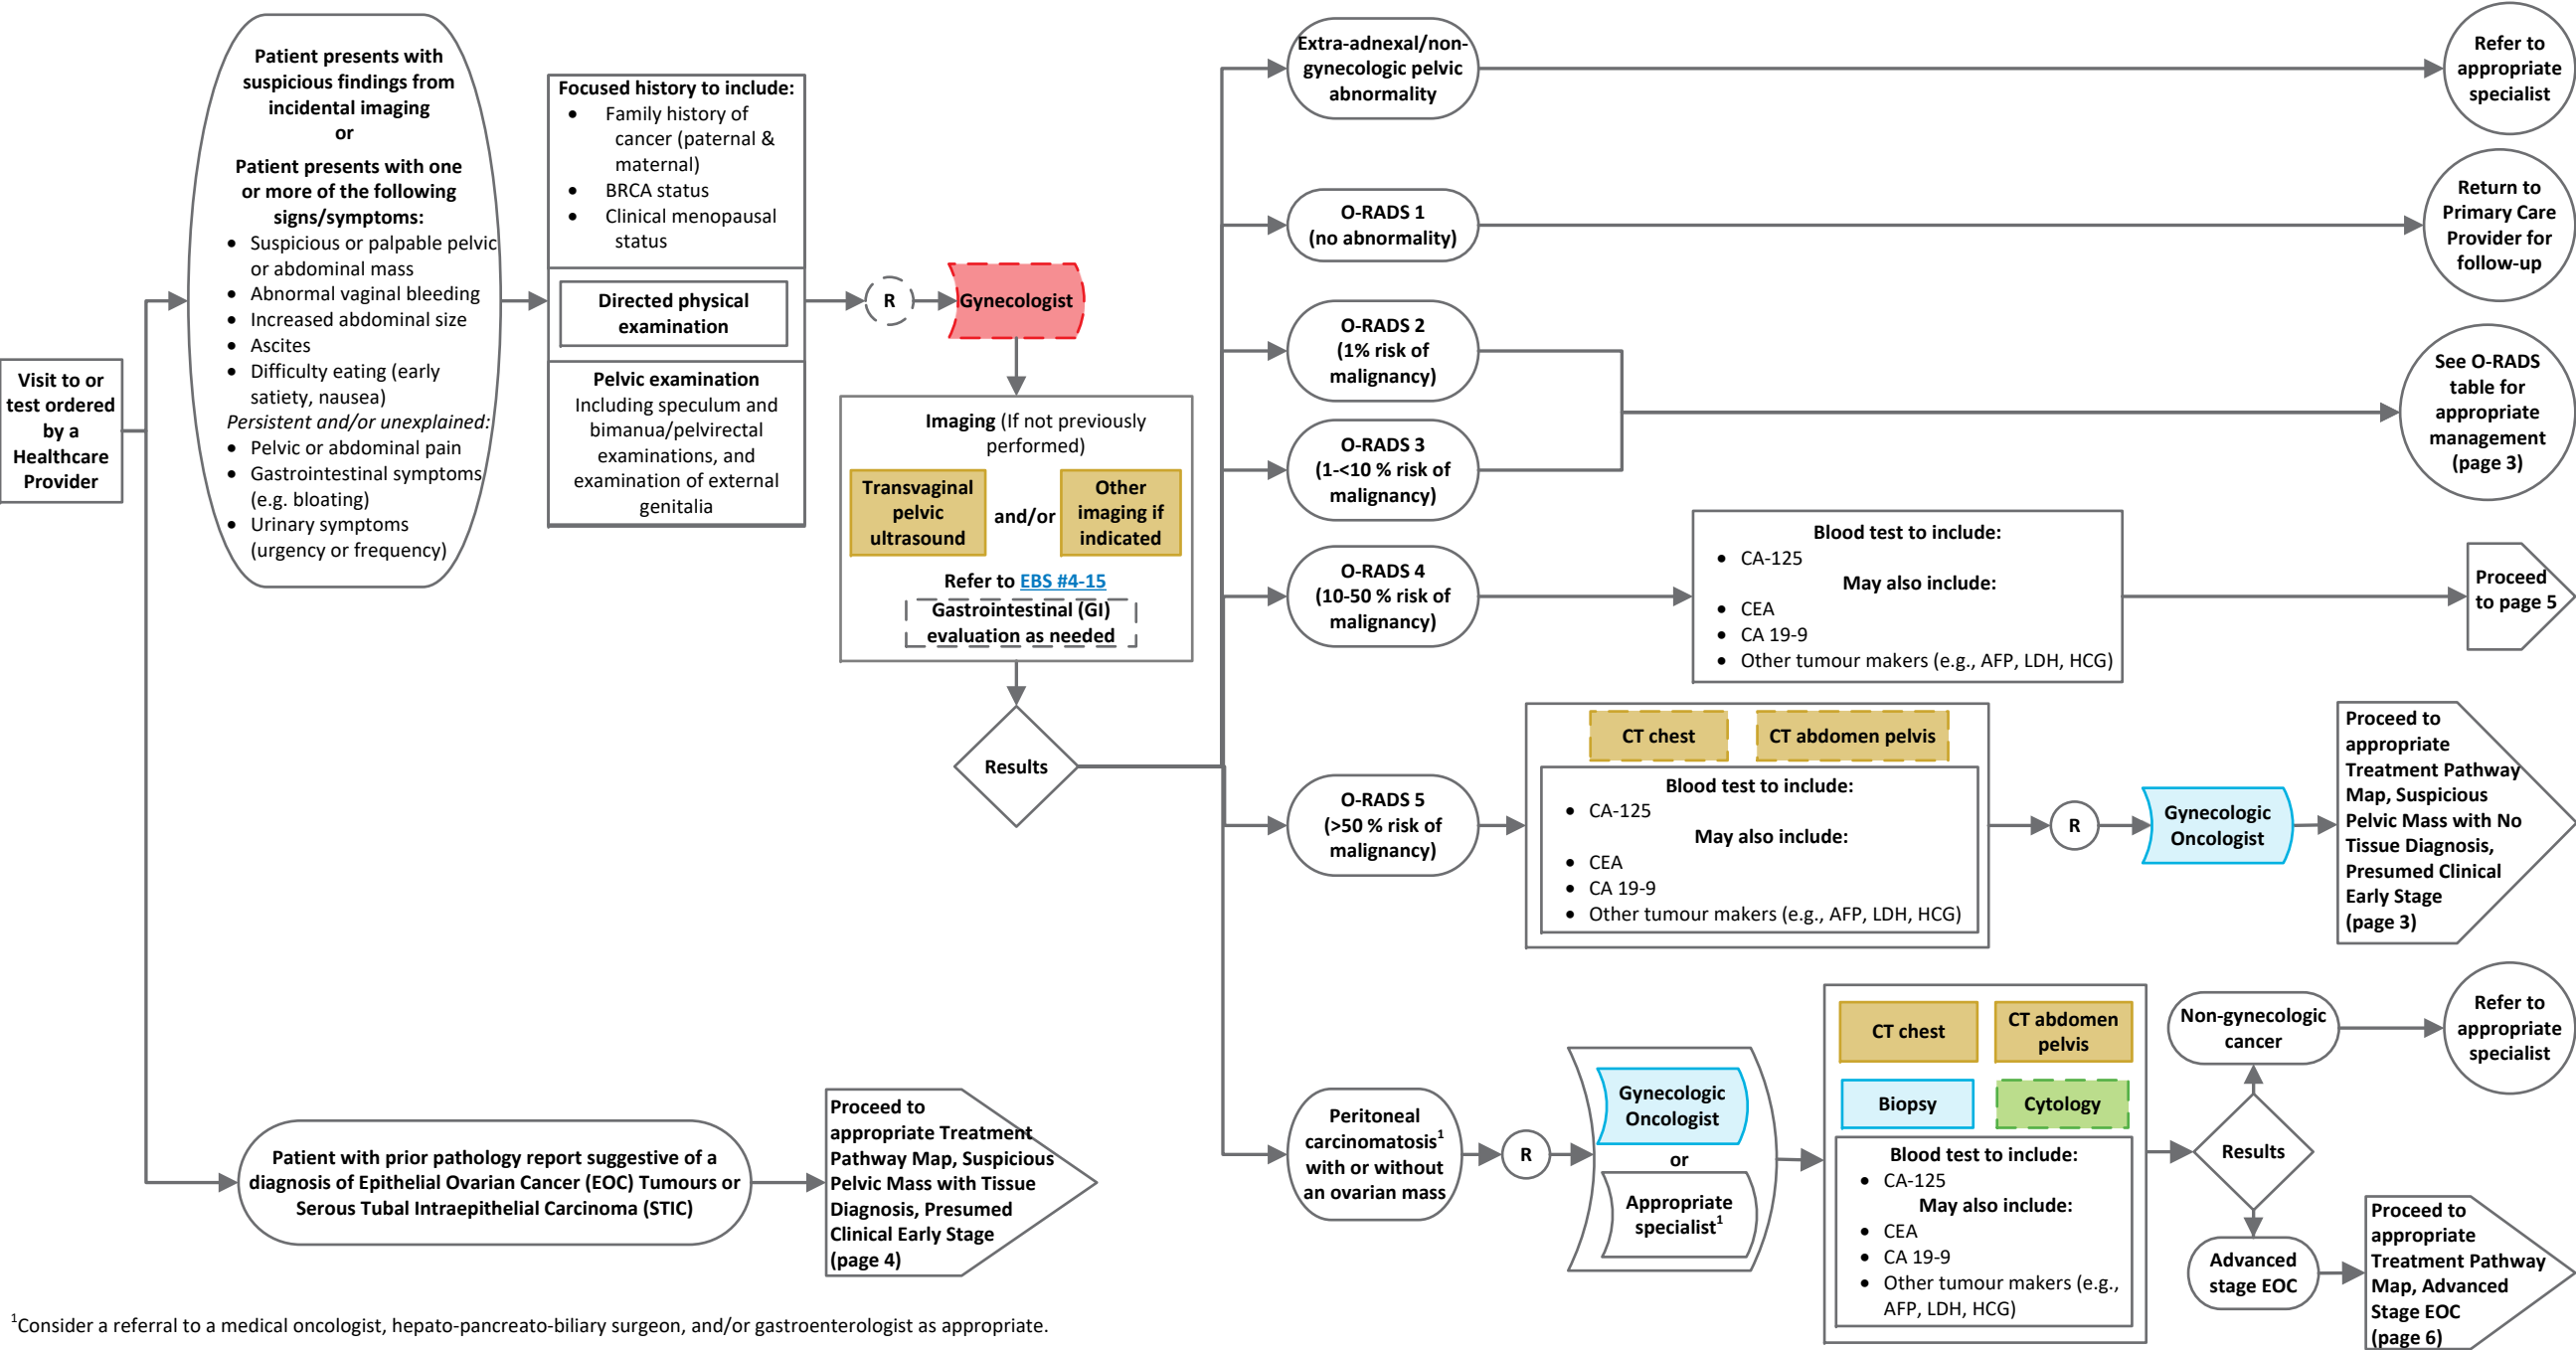 Visit to or
test ordered
by a
Healthcare
Provider
Patient presents with
suspicious findings from
incidental imaging
or
Patient presents with one
or more of the following
signs/symptoms:
• Suspicious or palpable pelvic
or abdominal mass
• Abnormal vaginal bleeding
• Increased abdominal size
• Ascites
• Difficulty eating (early
satiety, nausea)
Persistent and/or unexplained:
• Pelvic or abdominal pain
• Gastrointestinal symptoms
(e.g. bloating)
• Urinary symptoms
(urgency or frequency)
Focused history to include:
• Family history of
cancer (paternal &
maternal)
• BRCA status
• Clinical menopausal
status
Directed physical
examination
Pelvic examination
Including speculum and
bimanua/pelvirectal
examinations, and
examination of external
genitalia
R
Gynecologist
Imaging (If not previously
performed)
Transvaginal
pelvic
ultrasound
and/or
Other
imaging if
indicated
Refer to EBS #4-15
Gastrointestinal (GI)
evaluation as needed
Results
Extra-adnexal/non-
gynecologic pelvic
abnormality
Refer to
appropriate
specialist
O-RADS 1
(no abnormality)
Return to
Primary Care
Provider for
follow-up
O-RADS 2
(1% risk of
malignancy)
O-RADS 3
(1-<10 % risk of
malignancy)
See O-RADS
table for
appropriate
management
(page 3)
O-RADS 4
(10-50 % risk of
malignancy)
Blood test to include:
• CA-125
May also include:
• CEA
• CA 19-9
• Other tumour makers (e.g., AFP, LDH, HCG)
Proceed
to page 5
O-RADS 5
(>50 % risk of
malignancy)
CT chest
CT abdomen pelvis
Blood test to include:
• CA-125
May also include:
• CEA
• CA 19-9
• Other tumour makers (e.g., AFP, LDH, HCG)
R
Gynecologic
Oncologist
Proceed to
appropriate
Treatment Pathway
Map, Suspicious
Pelvic Mass with No
Tissue Diagnosis,
Presumed Clinical
Early Stage
(page 3)
Peritoneal
carcinomatosis1
with or without
an ovarian mass
R
Gynecologic
Oncologist
or
Appropriate
specialist1
CT chest
CT abdomen
pelvis
Biopsy
Cytology
Blood test to include:
• CA-125
May also include:
• CEA
• CA 19-9
• Other tumour makers (e.g.,
AFP, LDH, HCG)
Results
Non-gynecologic
cancer
Refer to
appropriate
specialist
Advanced
stage EOC
Proceed to
appropriate
Treatment Pathway
Map, Advanced
Stage EOC
(page 6)
Patient with prior pathology report suggestive of a
diagnosis of Epithelial Ovarian Cancer (EOC) Tumours or
Serous Tubal Intraepithelial Carcinoma (STIC)
Proceed to
appropriate Treatment
Pathway Map, Suspicious
Pelvic Mass with Tissue
Diagnosis, Presumed
Clinical Early Stage
(page 4)
1Consider a referral to a medical oncologist, hepato-pancreato-biliary surgeon, and/or gastroenterologist as appropriate.